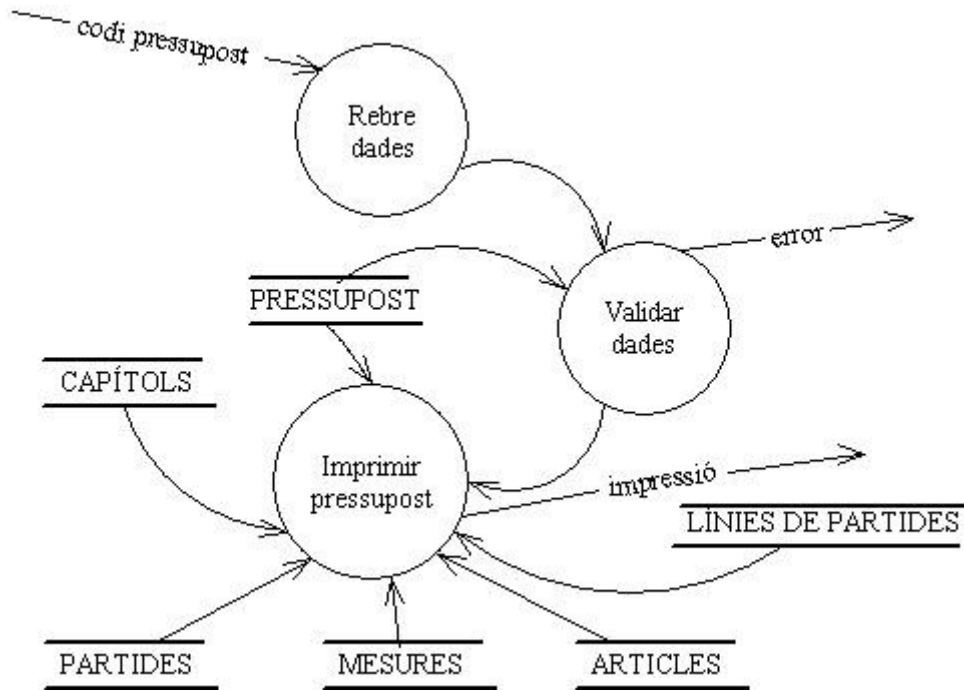 codi pressupost
Rebre
dades
error
PRESSUPOST
Validar
dades
CAPÍTOLS
Imprimir
pressupost
impressió
LÍNIES DE PARTIDES
PARTIDES
MESURES
ARTICLES